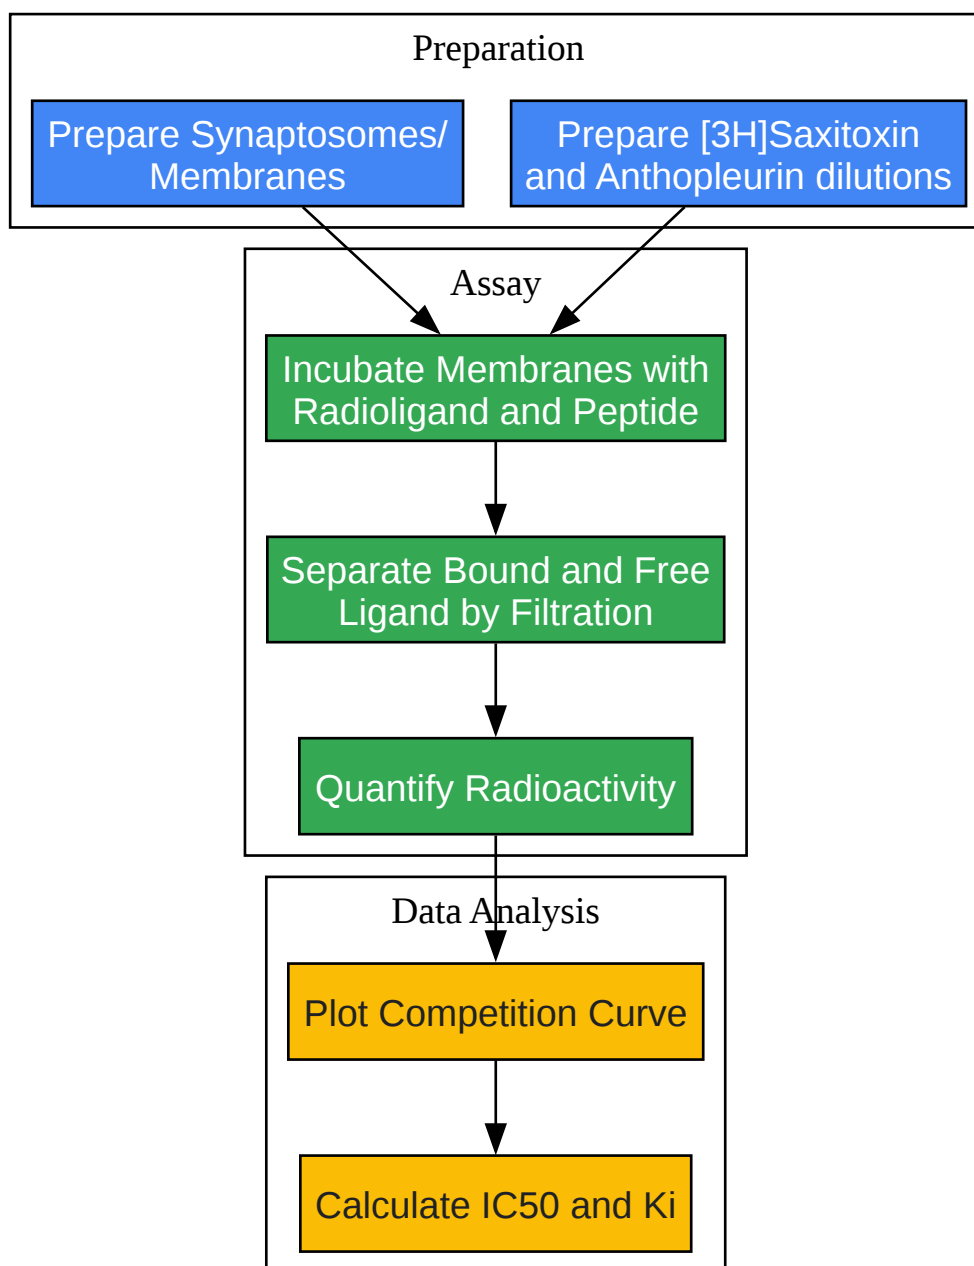 Preparation
Prepare Synaptosomes/
Membranes
Prepare [3H]Saxitoxin
and Anthopleurin dilutions
Assay
Incubate Membranes with
Radioligand and Peptide
Separate Bound and Free
Ligand by Filtration
Quantify Radioactivity
Data Analysis
Plot Competition Curve
Calculate IC50 and Ki